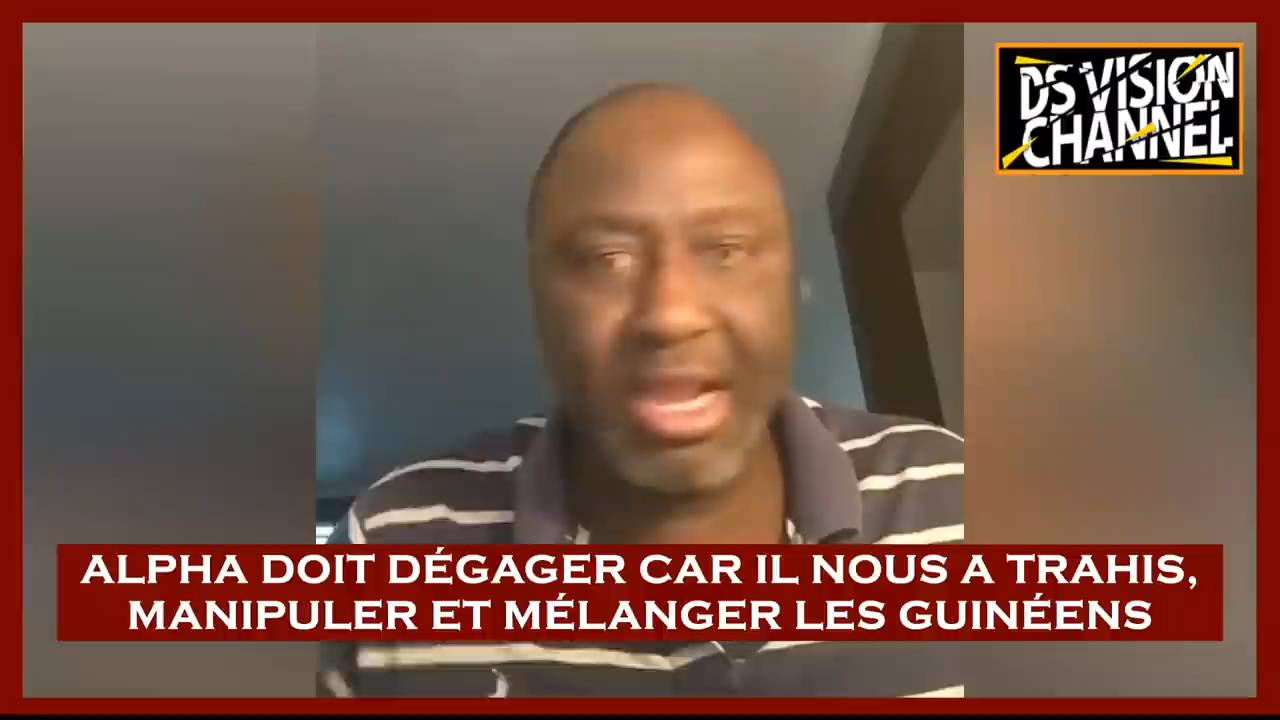 DS VISION
CHANNEL
ALPHA DOIT DÉGAGER CAR IL NOUS A TRAHIS,
MANIPULER ET MÉLANGER LES GUINÉENS